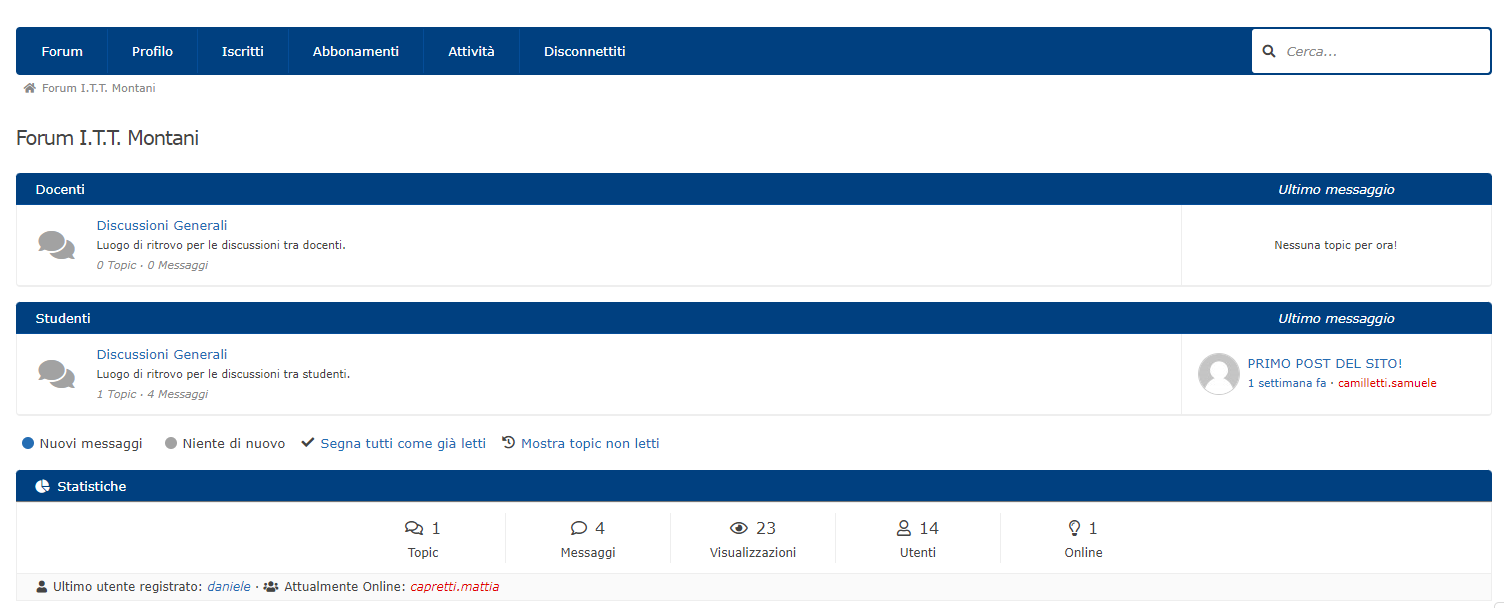 Forum Profilo Iscritti Abbonamenti Attività Disconnettiti Cerca...
Forum I.T.T. Montani
Forum I.T.T. Montani
Docenti Ultimo messaggio
Discussioni Generali
Luogo di ritrovo per le discussioni tra docenti.
0 Topic · 0 Messaggi
Nessuna topic per ora!
Studenti Ultimo messaggio
Discussioni Generali
Luogo di ritrovo per le discussioni tra studenti.
1 Topic · 4 Messaggi
PRIMO POST DEL SITO!
1 settimana fa · camilletti.samuele
Nuovi messaggi Niente di nuovo Segna tutti come già letti Mostra topic non letti
Statistiche
1 4 23 14 1
Topic Messaggi Visualizzazioni Utenti Online
Ultimo utente registrato: daniele · Attualmente Online: capretti.mattia